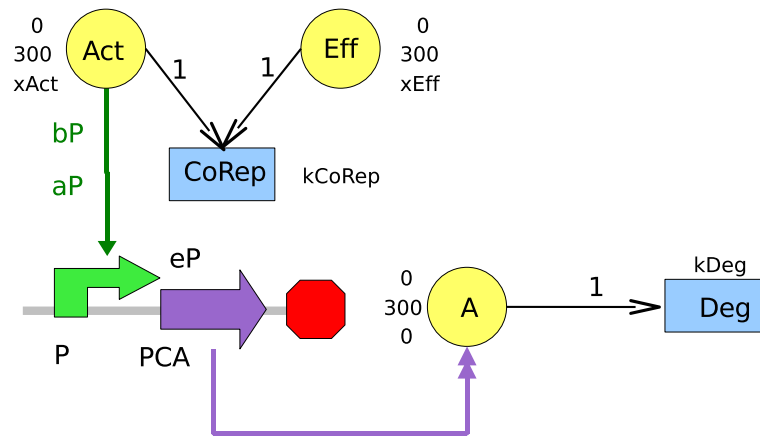 0
300
xAct
Act
1
1
Eff
0
300
xEff
bP
aP
CoRep
kCoRep
eP
P
PCA
0
300
0
A
1
kDeg
Deg